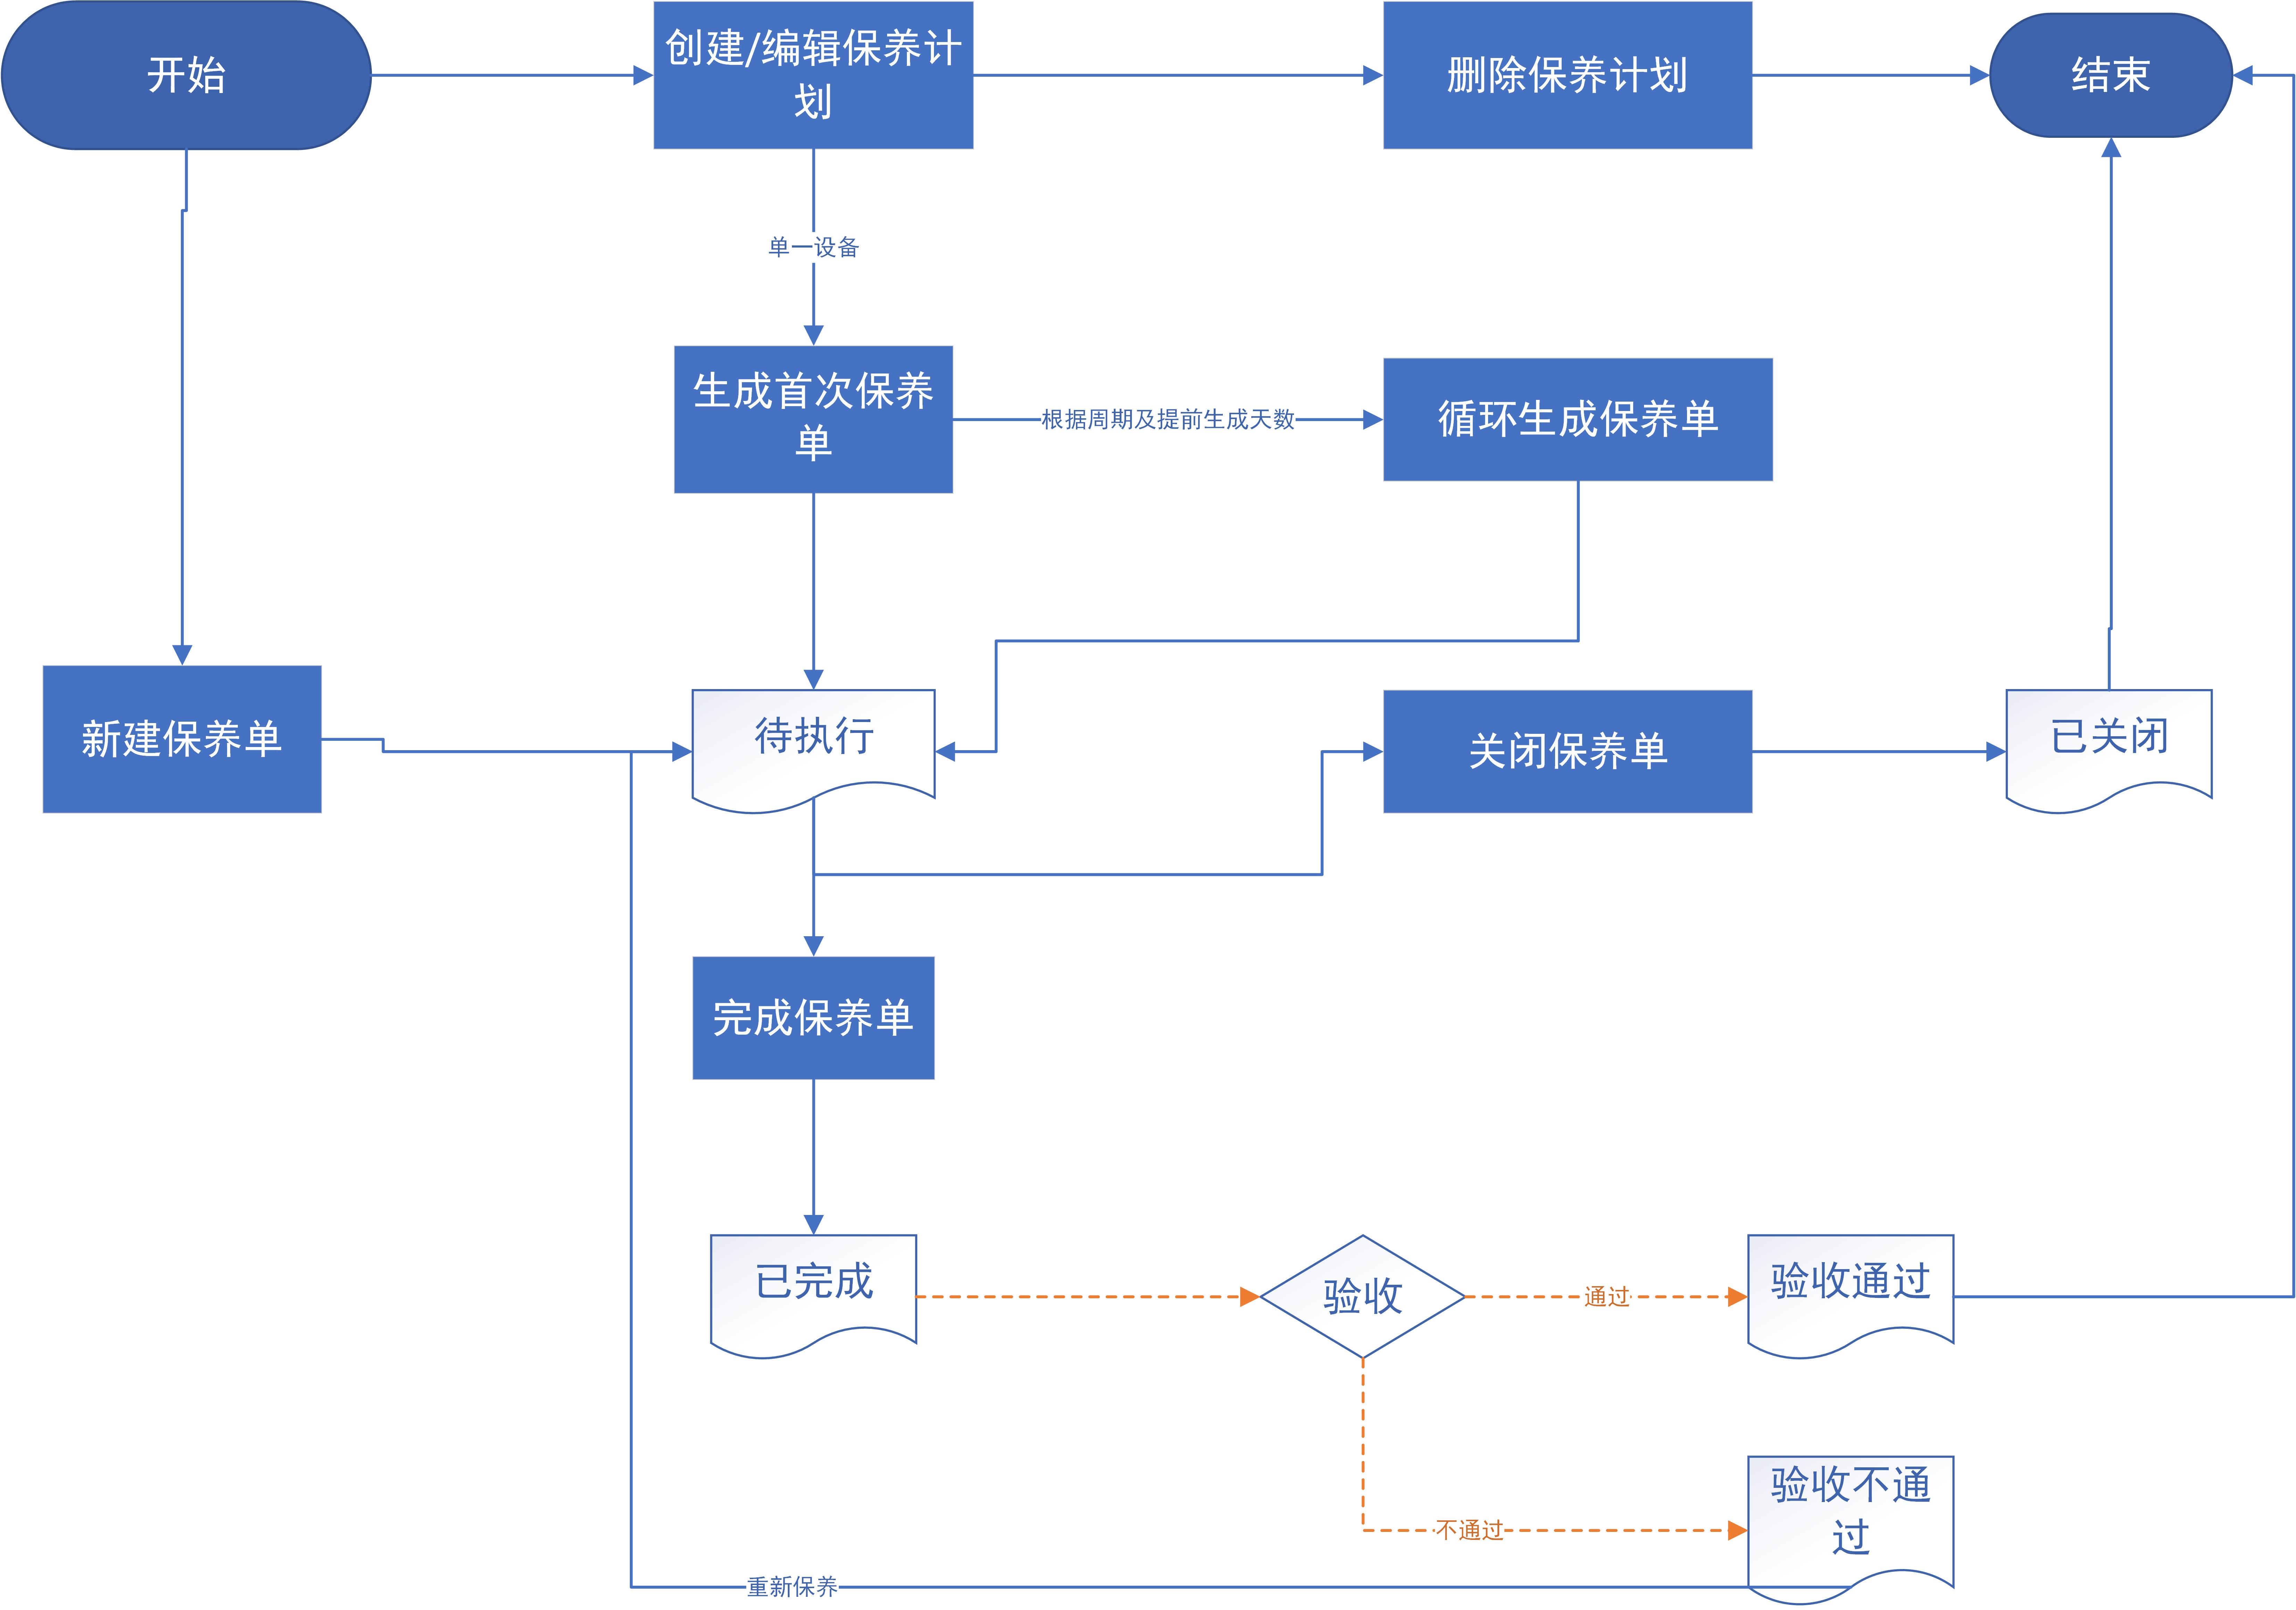 开始
创建/编辑保养计
划
删除保养计划
结束
单一设备
生成首次保养
单
根据周期及提前生成天数
循环生成保养单
新建保养单
待执行
关闭保养单
已关闭
完成保养单
已完成
验收
通过
验收通过
不通过
验收不通
过
重新保养